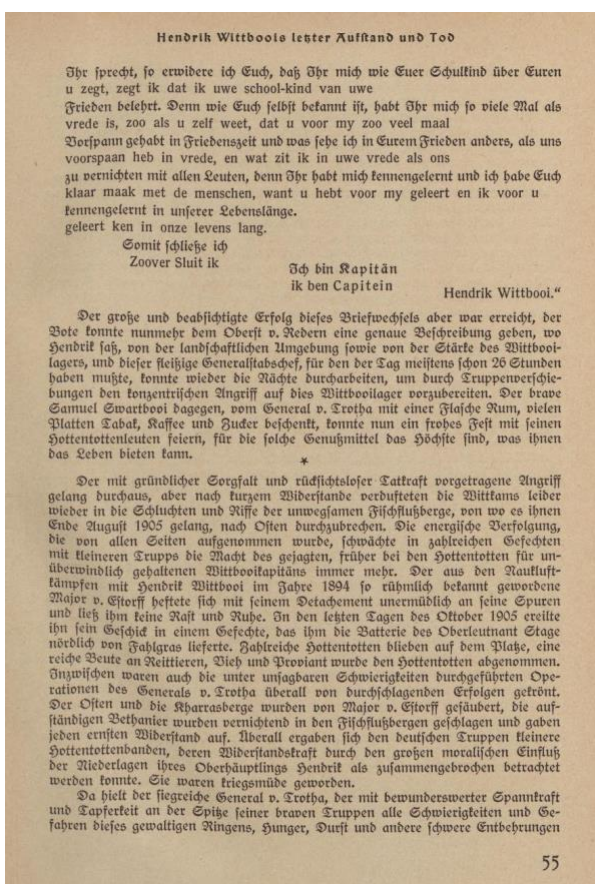 Hendrik Wittboois letzter Aufstand und Tod
Ihr sprecht, so erwidere ich Euch, daß Ihr mich wie Euer Schulkind über Euren
u zegt, zegt ik dat ik uwe school-kind van uwe
Frieden belehrt. Denn wie Euch selbst bekannt ist, habt Ihr mich so viele Mal als
vrede is, zoo als u zelf weet, dat u voor my zoo veel maal
Vorspann gehabt in Friedenszeit und was sehe ich in Eurem Frieden anders, als uns
voorspaan heb in vrede, en wat zit ik in uwe vrede als ons
zu vernichten mit allen Leuten, denn Ihr habt mich kennengelernt und ich habe Euch
klaar maak met de menschen, want u hebt voor my geleert en ik voor u
kennengelernt in unserer Lebenslänge.
geleert ken in onze levens lang.
Somit schließe ich
Zoover Sluit ik
Ich bin Kapitän
ik ben Capitein
Hendrik Wittbooi.“
Der große und beabsichtigte Erfolg dieses Briefwechsels aber war erreicht, der
Bote konnte nunmehr dem Oberst v. Redern eine genaue Beschreibung geben, wo
Hendrik saß, von der landschaftlichen Umgebung sowie von der Stärke des Wittbooi-
lagers, und dieser fleißige Generalstabschef, für den der Tag meistens schon 26 Stunden
haben mußte, konnte wieder die Nächte durcharbeiten, um durch Truppenverschie-
bungen den konzentrischen Angriff auf dies Wittbooilager vorzubereiten. Der brave
Samuel Swartbooi dagegen, vom General v. Trotha mit einer Flasche Rum, vielen
Platten Tabak, Kaffee und Zucker beschenkt, konnte nun ein frohes Fest mit seinen
Hottentottenleuten feiern, für die solche Genußmittel das Höchste sind, was ihnen
das Leben bieten kann.
*
Der mit gründlicher Sorgfalt und rücksichtsloser Tatkraft vorgetragene Angriff
gelang durchaus, aber nach kurzem Widerstande verdufteten die Wittkams leider
wieder in die Schluchten und Riffe der unwegsamen Fischflußberge, von wo es ihnen
Ende August 1905 gelang, nach Osten durchzubrechen. Die energische Verfolgung,
die von allen Seiten aufgenommen wurde, schwächte in zahlreichen Gefechten
mit kleineren Trupps die Macht des gejagten, früher bei den Hottentotten für un-
überwindlich gehaltenen Wittbooikapitäns immer mehr. Der aus den Naukluft-
kämpfen mit Hendrik Wittbooi im Jahre 1894 so rühmlich bekannt gewordene
Major v. Estorff heftete sich mit seinem Detachement unermüdlich an seine Spuren
und ließ ihm keine Rast und Ruhe. In den letzten Tagen des Oktober 1905 ereilte
ihn sein Geschick in einem Gefechte, das ihm die Batterie des Oberleutnant Stage
nördlich von Fahlgras lieferte. Zahlreiche Hottentotten blieben auf dem Platze, eine
reiche Beute an Reittieren, Vieh und Proviant wurde den Hottentotten abgenommen.
Inzwischen waren auch die unter unsagbaren Schwierigkeiten durchgeführten Ope-
rationen des Generals v. Trotha überall von durchschlagenden Erfolgen gekrönt.
Der Osten und die Kharrasberge wurden von Major v. Estorff gesäubert, die auf-
ständigen Bethanier wurden vernichtend in den Fischflußbergen geschlagen und gaben
jeden ernsten Widerstand auf. Überall ergaben sich den deutschen Truppen kleinere
Hottentottenbanden, deren Widerstandskraft durch den großen moralischen Einfluß
der Niederlagen ihres Oberhäuptlings Hendrik als zusammengebrochen betrachtet
werden konnte. Sie waren kriegsmüde geworden.
Da hielt der siegreiche General v. Trotha, der mit bewunderswerter Spannkraft
und Tapferkeit an der Spitze seiner braven Truppen alle Schwierigkeiten und Ge-
fahren dieses gewaltigen Ringens, Hunger, Durst und andere schwere Entbehrungen
55